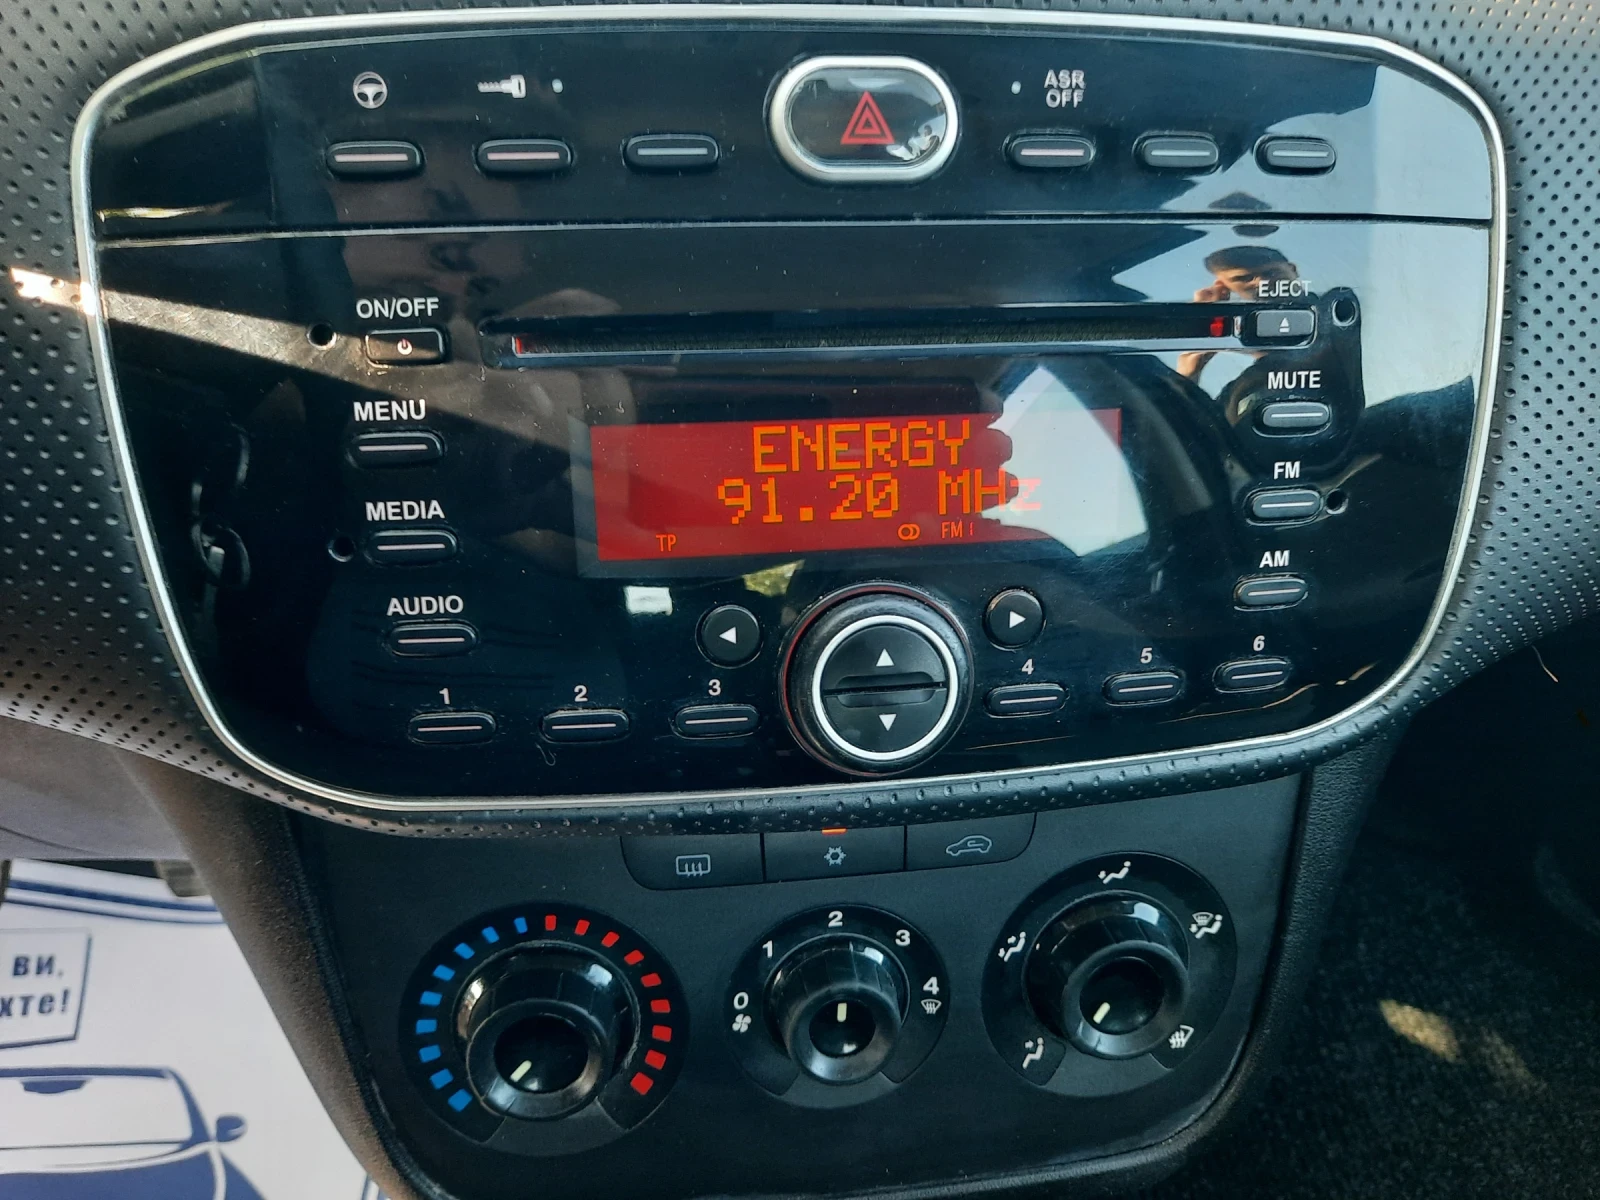 ASR
OFF
ON/OFF
EJECT
MENU
MUTE
ENERGY
91.20 MHz
TP
FM
MEDIA
FM
AM
AUDIO
1
2
3
4
5
6
0
1
2
3
4
ВИ,
хте!